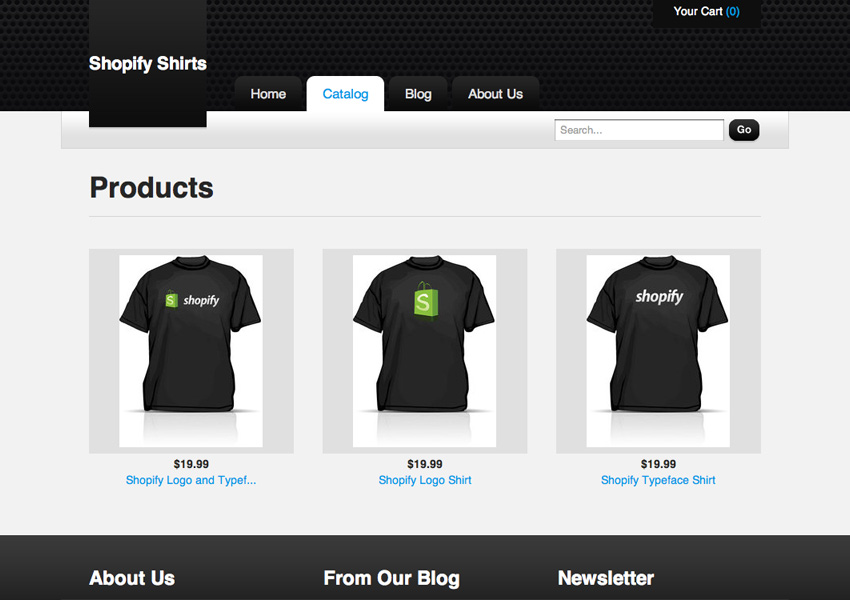 Your Cart (0)
Shopify Shirts
Home
Catalog
Blog
About Us
Search...
Go
Products
S shopify
S
shopify
$19.99
$19.99
$19.99
Shopify Logo and Typef...
Shopify Logo Shirt
Shopify Typeface Shirt
About Us
From Our Blog
Newsletter